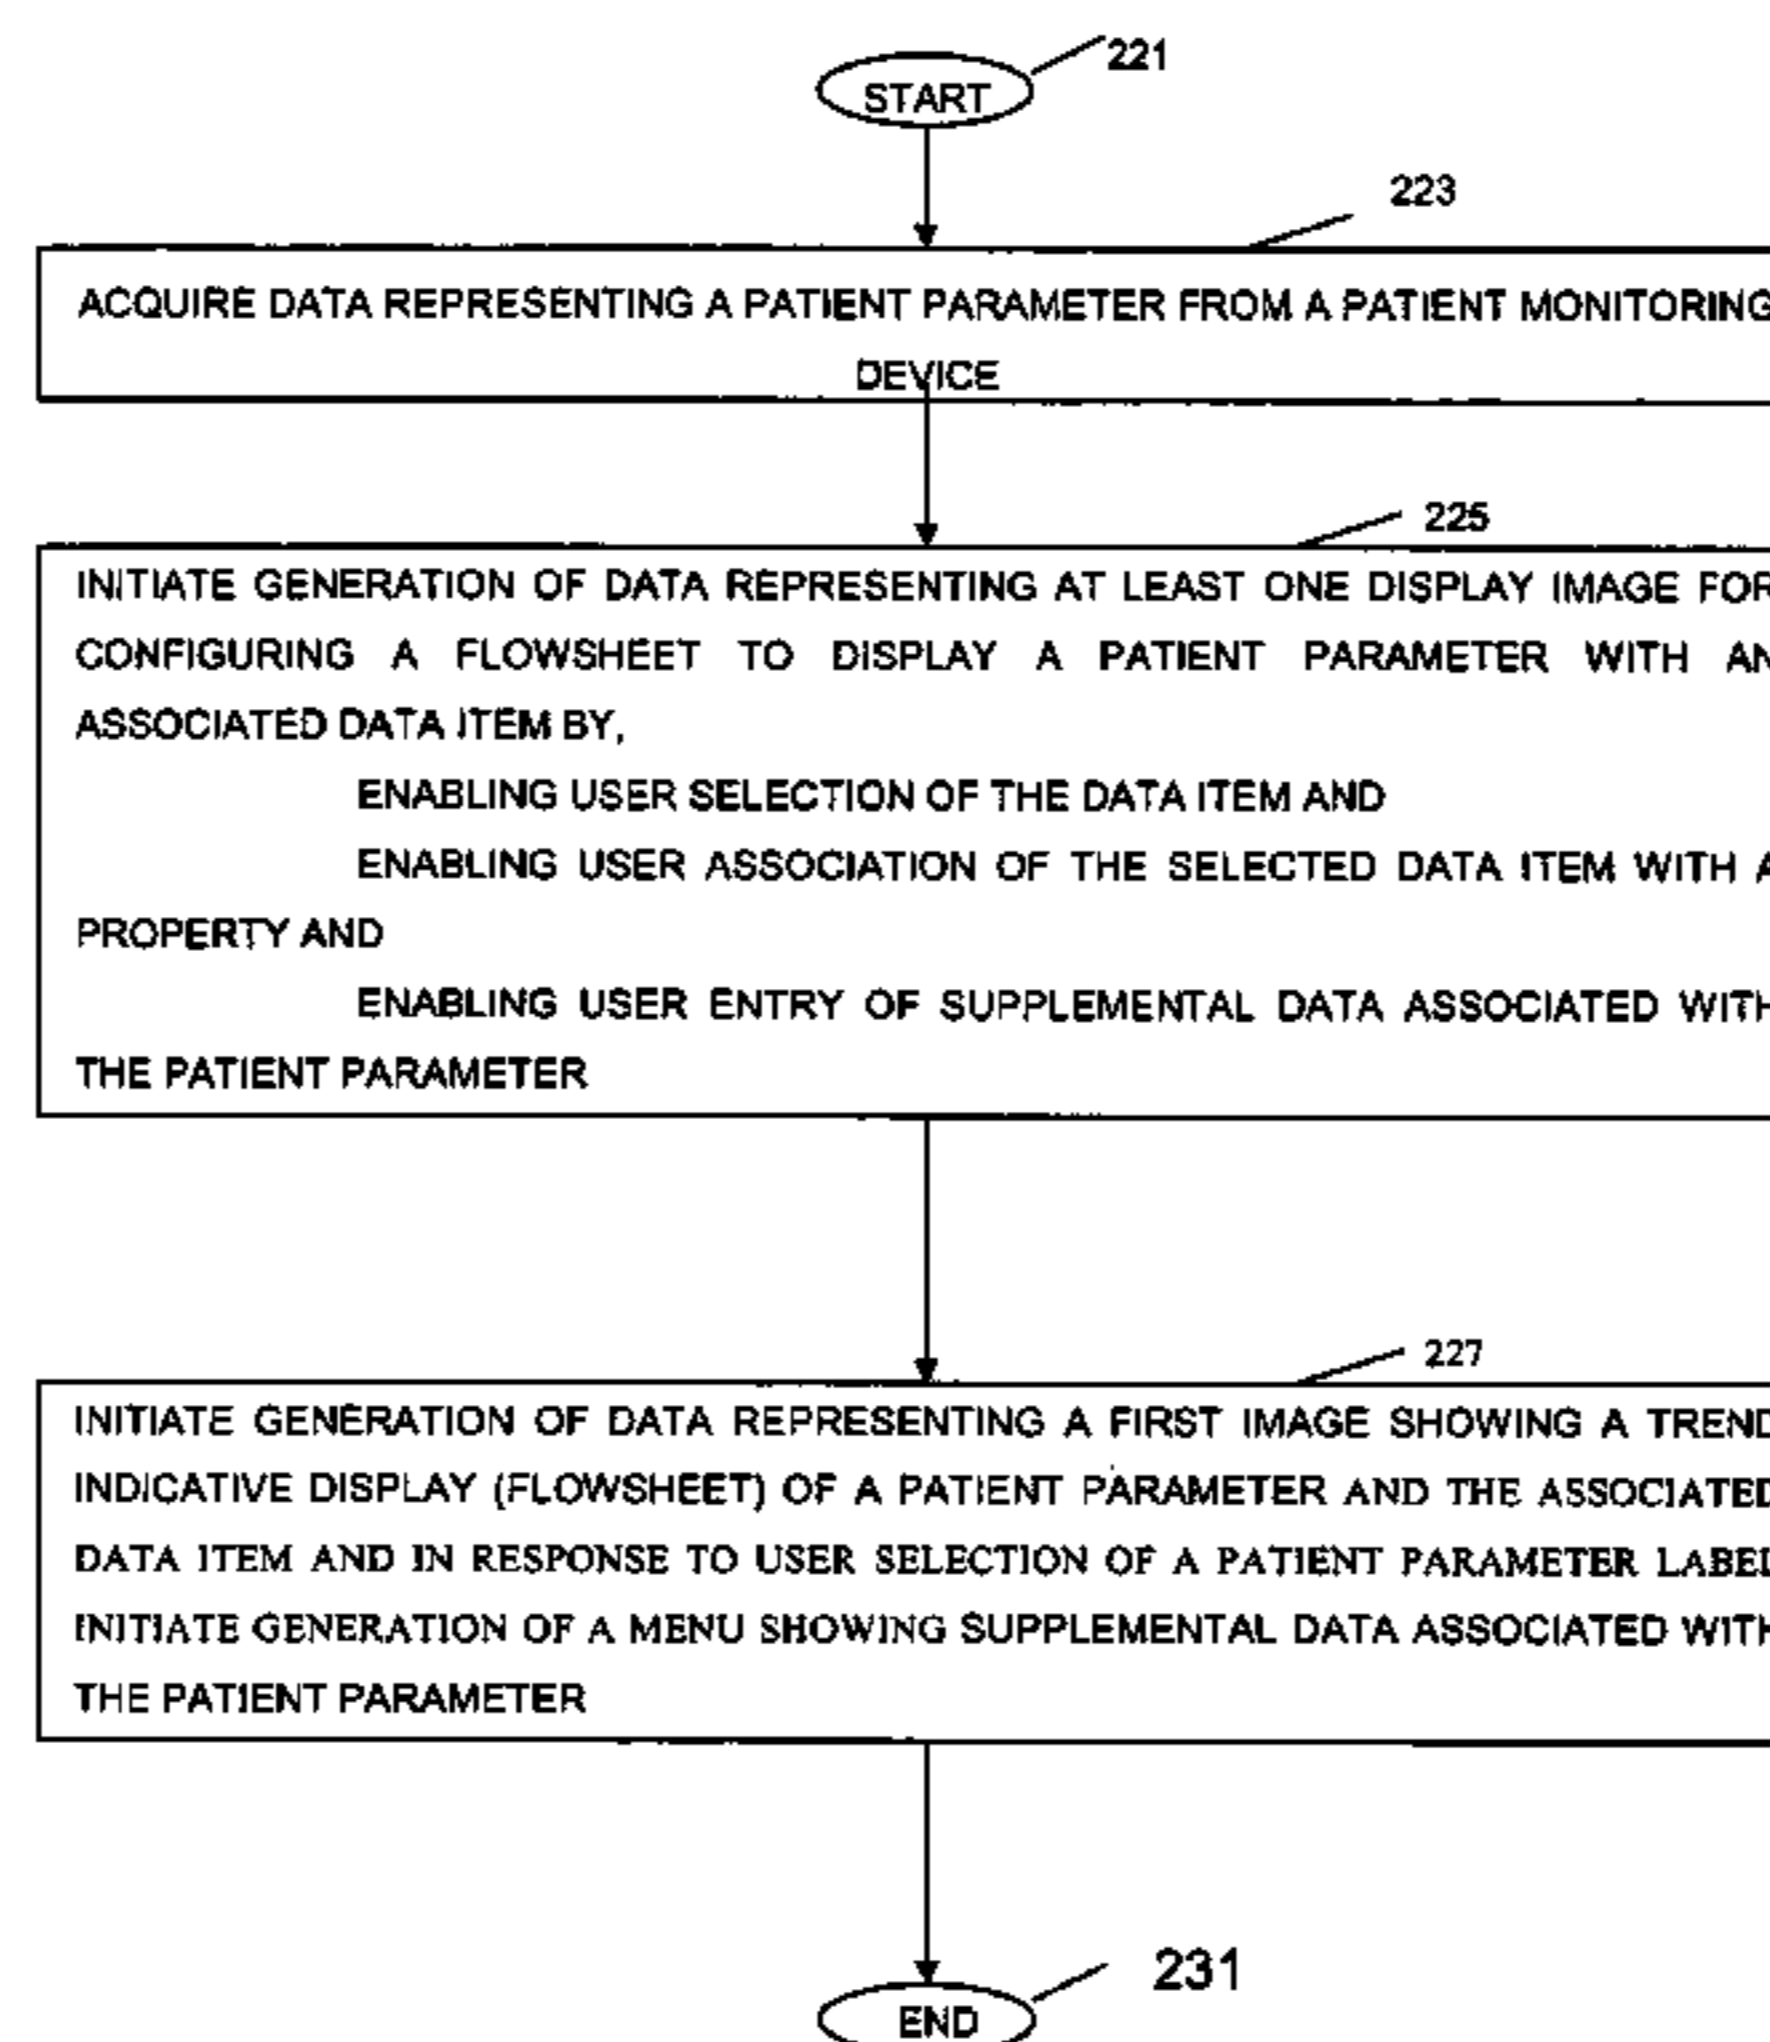 221
START
223
ACQUIRE DATA REPRESENTING A PATIENT PARAMETER FROM A PATIENT MONITORING
DEVICE
225
INITIATE GENERATION OF DATA REPRESENTING AT LEAST ONE DISPLAY IMAGE FOR
CONFIGURING A FLOWSHEET TO DISPLAY A PATIENT PARAMETER WITH AN
ASSOCIATED DATA ITEM BY,
ENABLING USER SELECTION OF THE DATA ITEM AND
ENABLING USER ASSOCIATION OF THE SELECTED DATA ITEM WITH A
PROPERTY AND
ENABLING USER ENTRY OF SUPPLEMENTAL DATA ASSOCIATED WITH
THE PATIENT PARAMETER
227
INITIATE GENERATION OF DATA REPRESENTING A FIRST IMAGE SHOWING A TREND
INDICATIVE DISPLAY (FLOWSHEET) OF A PATIENT PARAMETER AND THE ASSOCIATED
DATA ITEM AND IN RESPONSE TO USER SELECTION OF A PATIENT PARAMETER LABEL
INITIATE GENERATION OF A MENU SHOWING SUPPLEMENTAL DATA ASSOCIATED WITH
THE PATIENT PARAMETER
231
END